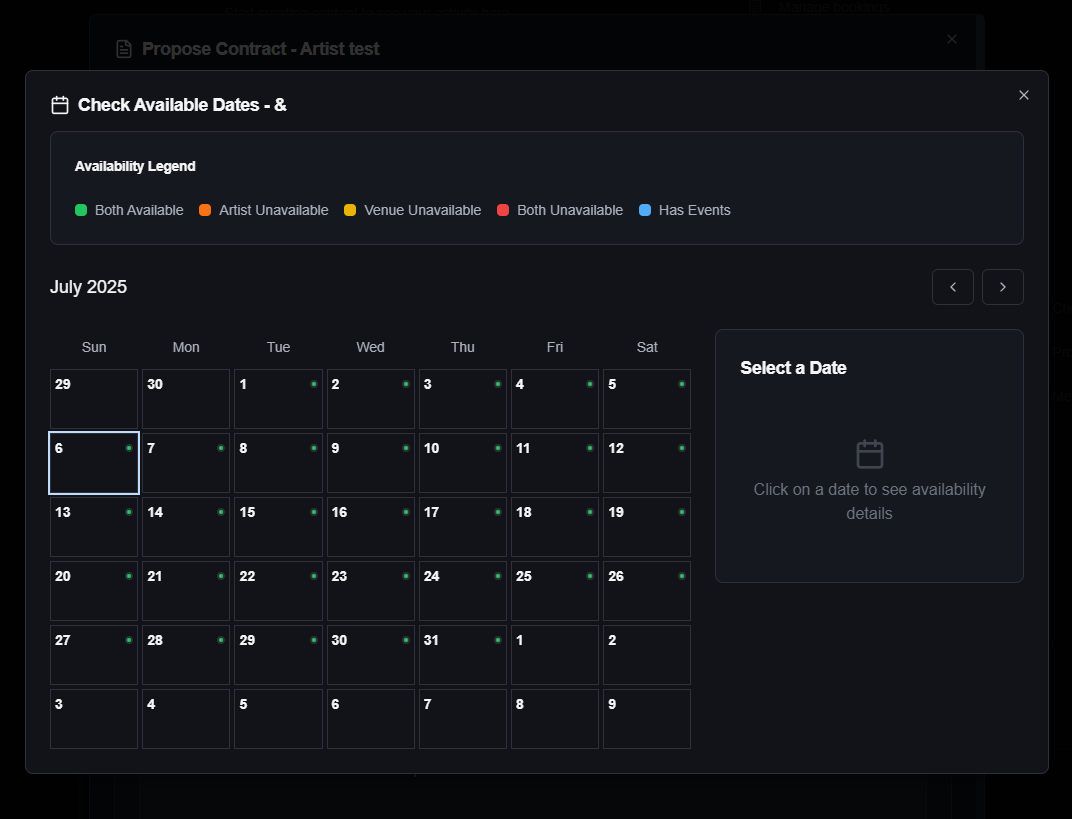 Manage bookings
Propose Contract - Artist test
Check Available Dates - &
Availability Legend
Both Available Artist Unavailable Venue Unavailable Both Unavailable Has Events
July 2025
Sun Mon Tue Wed Thu Fri Sat
29 30 1 2 3 4 5
6 7 8 9 10 11 12
13 14 15 16 17 18 19
20 21 22 23 24 25 26
27 28 29 30 31 1 2
3 4 5 6 7 8 9
Select a Date
Click on a date to see availability
details